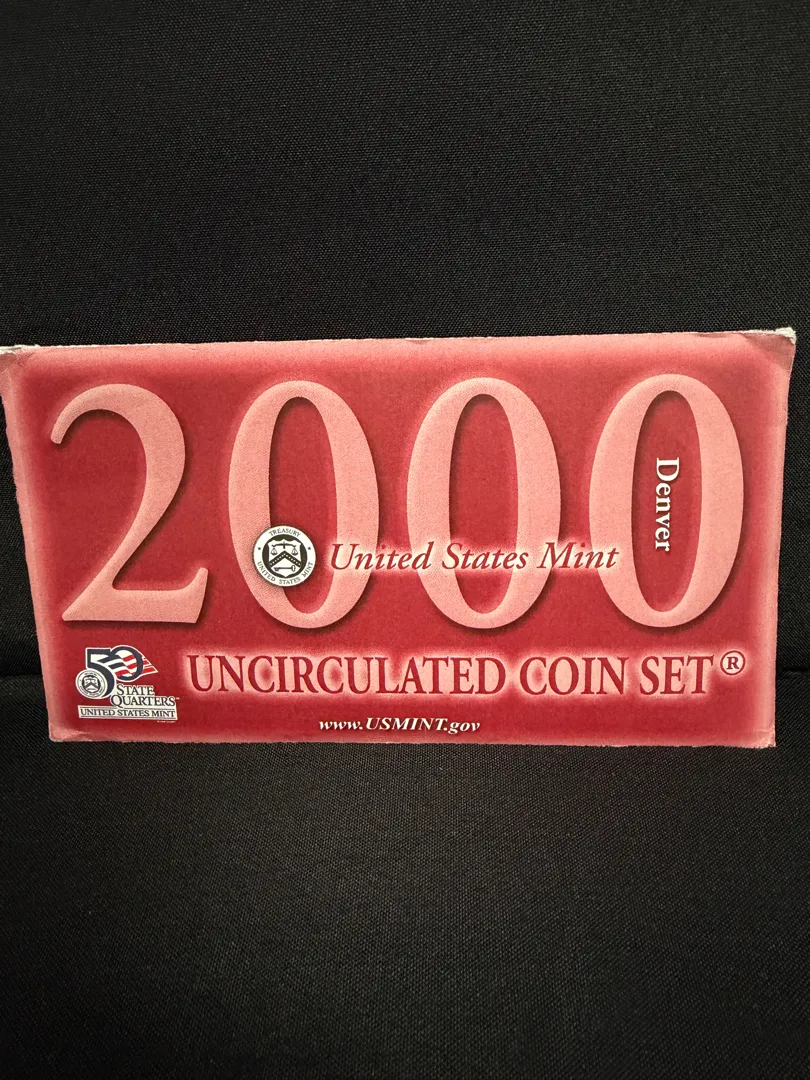 2000
Denver
TREASURY
UNITED STATES MINT
United States Mint
50
STATE
QUARTERS™
UNITED STATES MINT
UNCIRCULATED COIN SET®
www.USMINT.gov